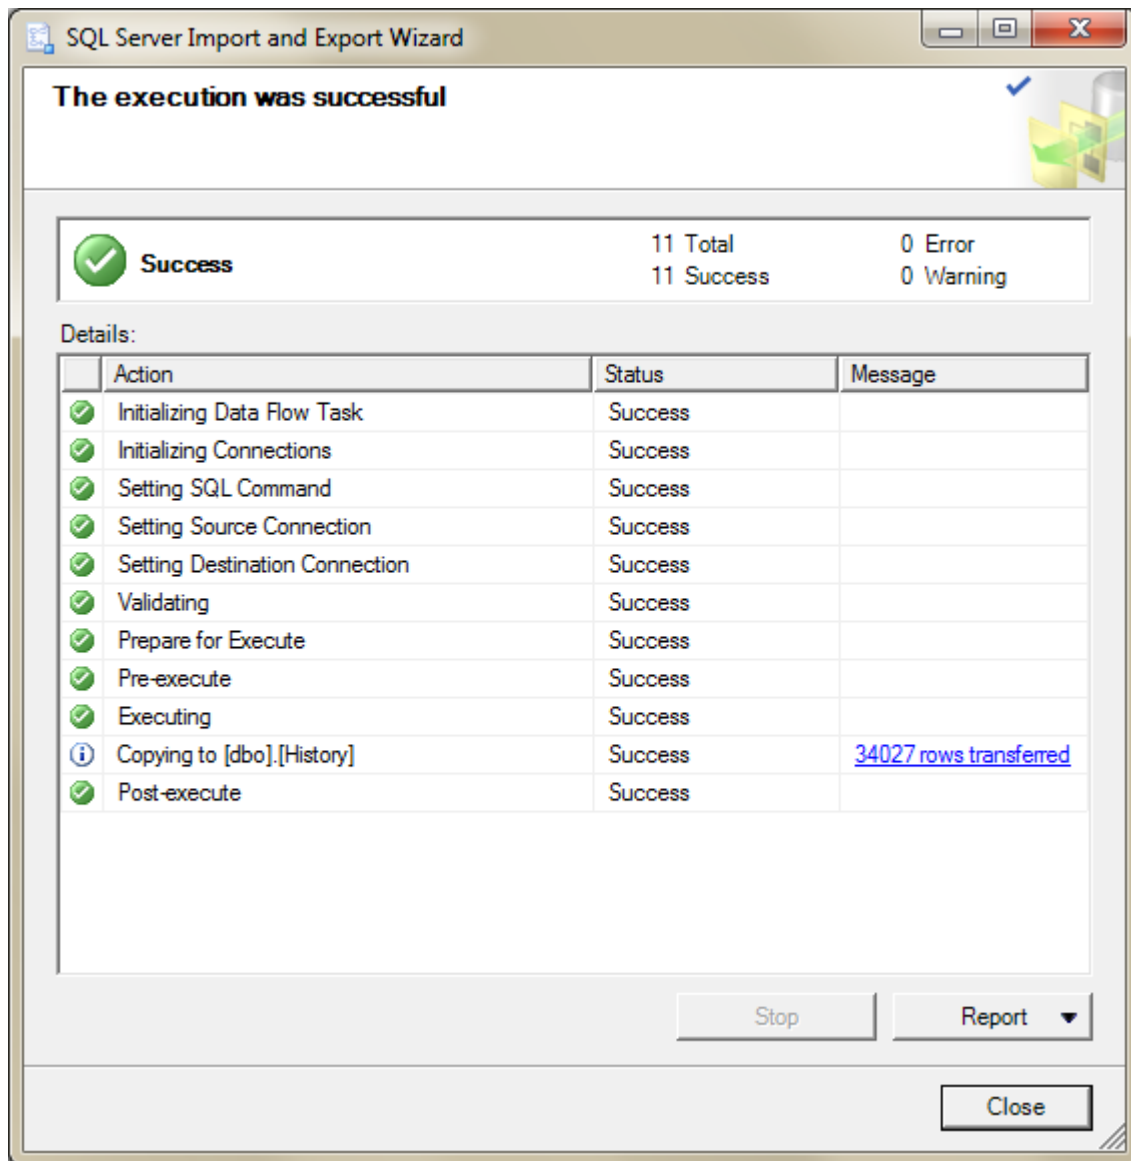 SQL Server Import and Export Wizard
The execution was successful
Success
11 Total 0 Error
11 Success 0 Warning
Details:
Action Status Message
Initializing Data Flow Task Success
Initializing Connections Success
Setting SQL Command Success
Setting Source Connection Success
Setting Destination Connection Success
Validating Success
Prepare for Execute Success
Pre-execute Success
Executing Success
Copying to [dbo].[History] Success 34027 rows transferred
Post-execute Success
Stop Report
Close